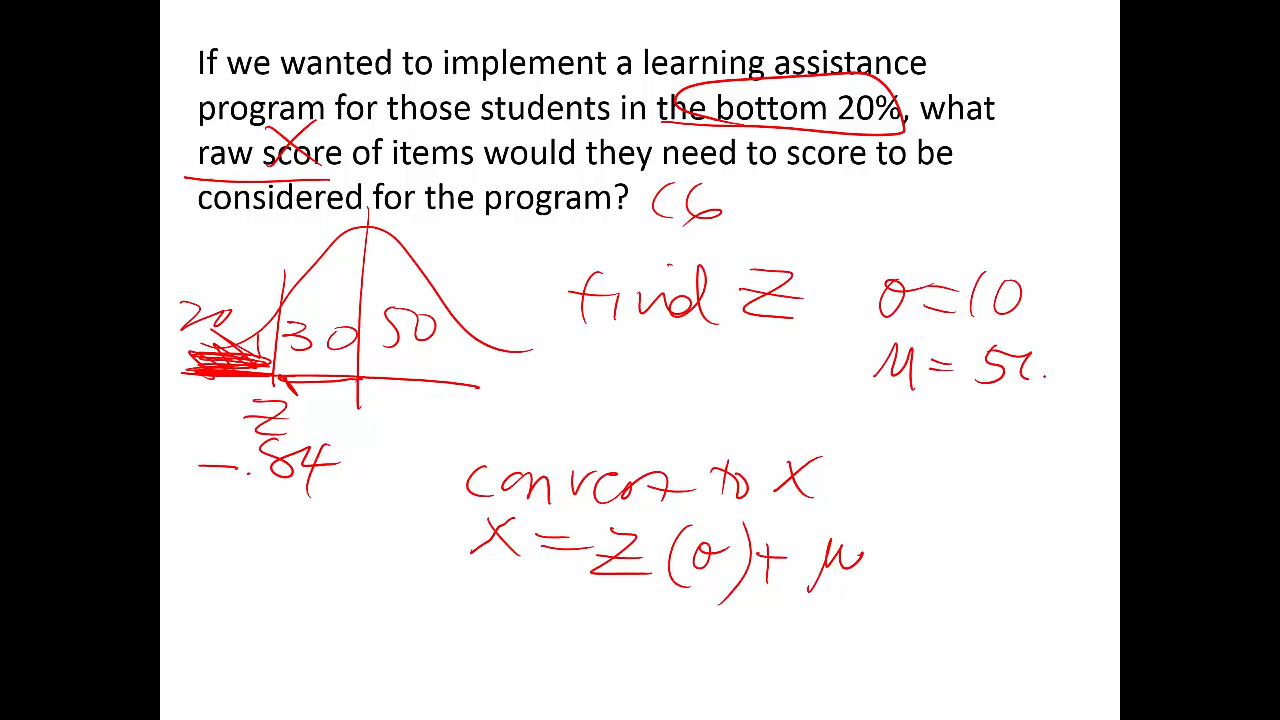 If we wanted to implement a learning assistance
program for those students in the bottom 20%, what
raw score of items would they need to score to be
considered for the program? C6
X
20 30 50
find Z σ=10
μ=
Z
-.84
convert to X
X = Z(σ) + μ